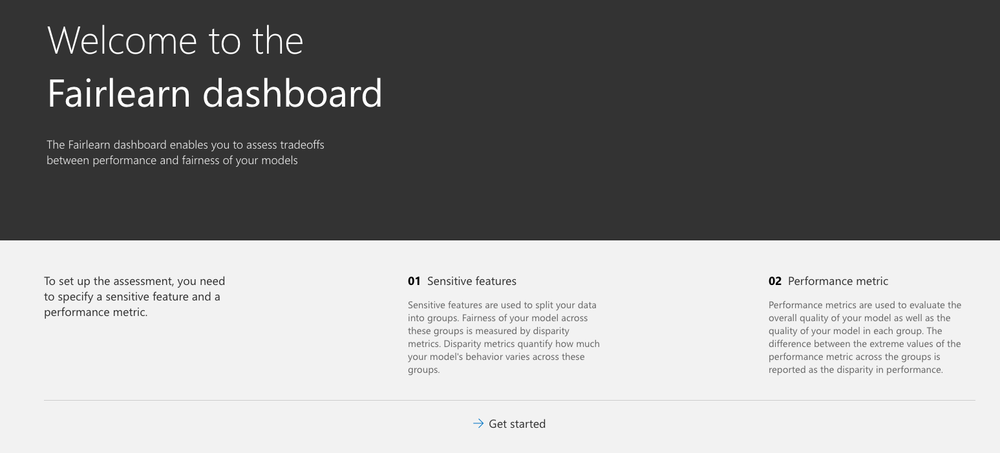 Welcome to the
Fairlearn dashboard
The Fairlearn dashboard enables you to assess tradeoffs
between performance and fairness of your models
To set up the assessment, you need
to specify a sensitive feature and a
performance metric.
01 Sensitive features
Sensitive features are used to split your data
into groups. Fairness of your model across
these groups is measured by disparity
metrics. Disparity metrics quantify how much
your model's behavior varies across these
groups.
02 Performance metric
Performance metrics are used to evaluate the
overall quality of your model as well as the
quality of your model in each group. The
difference between the extreme values of the
performance metric across the groups is
reported as the disparity in performance.
Get started